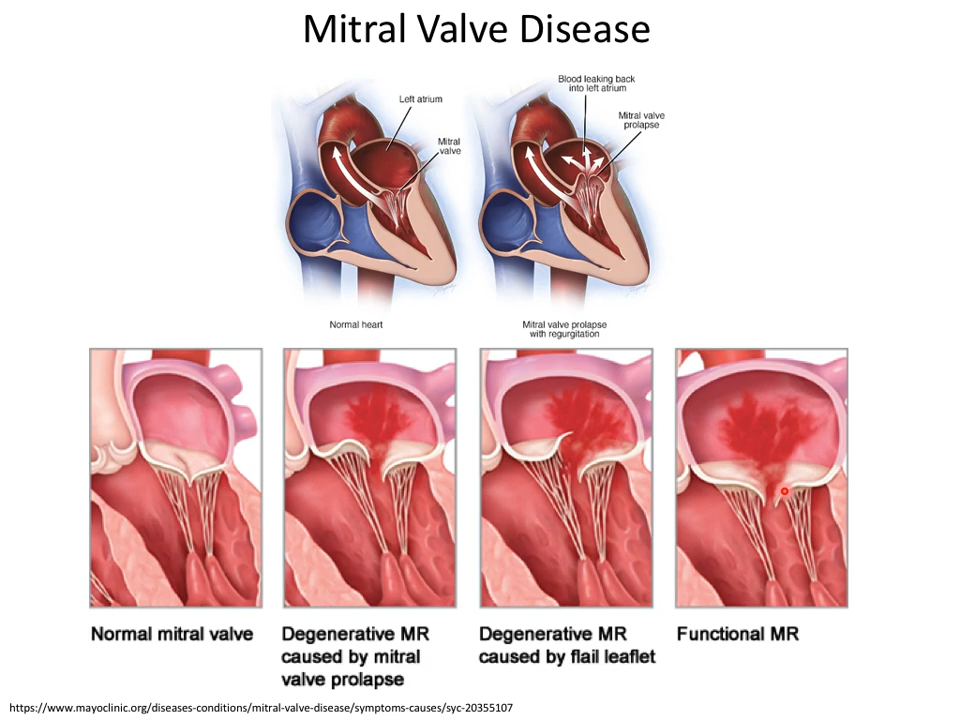 Mitral Valve Disease
Left atrium
Mitral
valve
Blood leaking back
into left atrium
Mitral valve
prolapse
Normal heart
Mitral valve prolapse
with regurgitation
Normal mitral valve
Degenerative MR
caused by mitral
valve prolapse
Degenerative MR
caused by flail leaflet
Functional MR
https://www.mayoclinic.org/diseases-conditions/mitral-valve-disease/symptoms-causes/syc-20355107